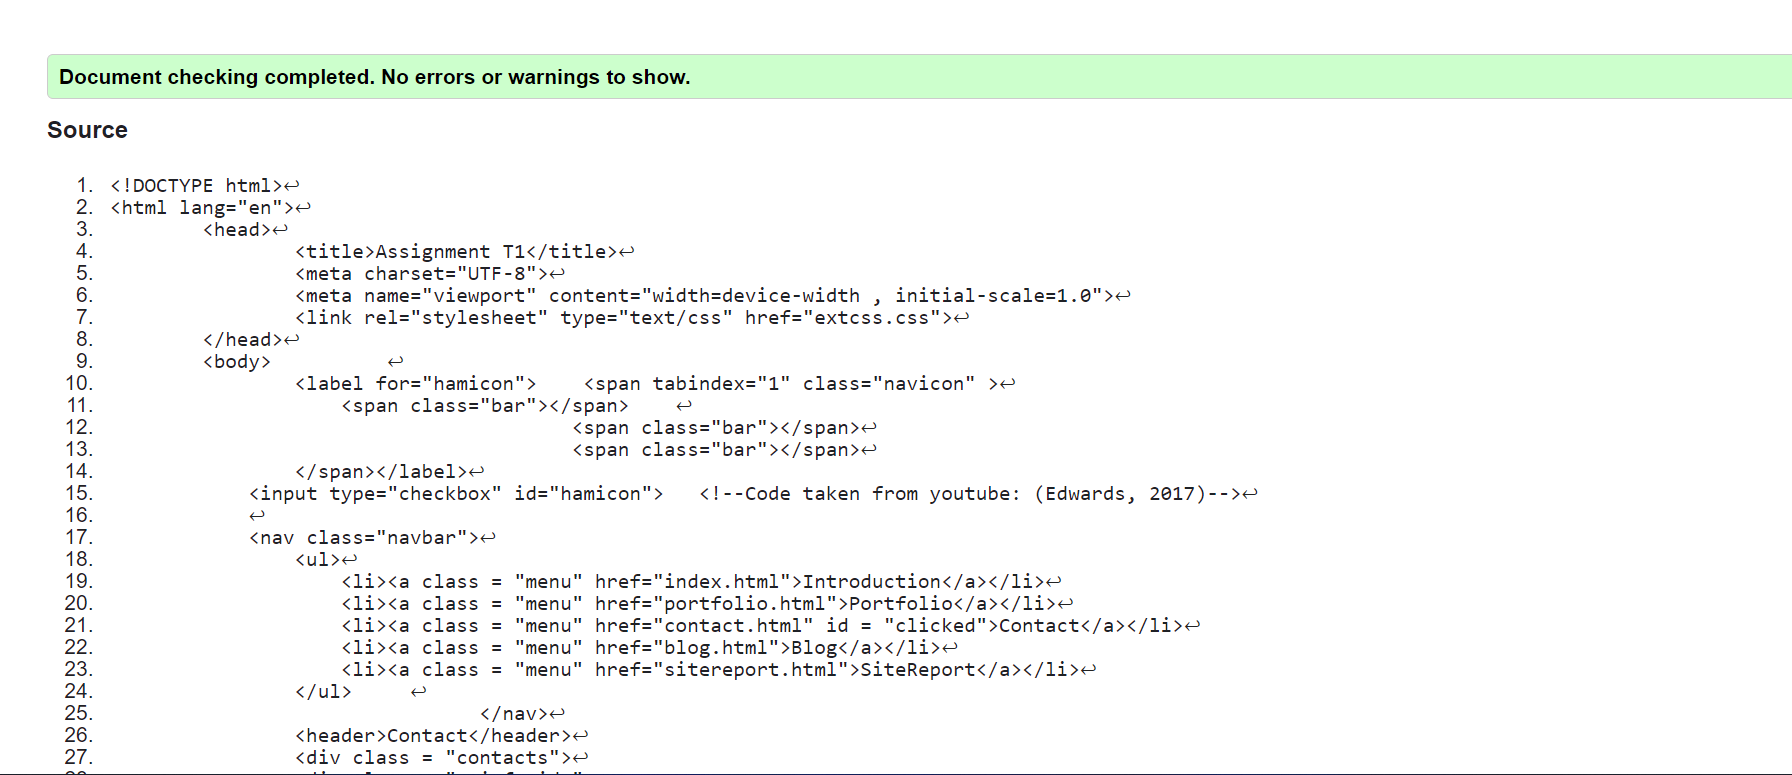 Document checking completed. No errors or warnings to show.
Source
1. <!DOCTYPE html>↩
2. <html lang="en">↩
3. <head>↩
4. <title>Assignment T1</title>↩
5. <meta charset="UTF-8">↩
6. <meta name="viewport" content="width=device-width , initial-scale=1.0">↩
7. <link rel="stylesheet" type="text/css" href="extcss.css">↩
8. </head>↩
9. <body> ↩
10. <label for="hamicon"> <span tabindex="1" class="navicon" >↩
11. <span class="bar"></span> ↩
12. <span class="bar"></span>↩
13. <span class="bar"></span>↩
14. </span></label>↩
15. <input type="checkbox" id="hamicon"> <!--Code taken from youtube: (Edwards, 2017)-->↩
16. ↩
17. <nav class="navbar">↩
18. <ul>↩
19. <li><a class = "menu" href="index.html">Introduction</a></li>↩
20. <li><a class = "menu" href="portfolio.html">Portfolio</a></li>↩
21. <li><a class = "menu" href="contact.html" id = "clicked">Contact</a></li>↩
22. <li><a class = "menu" href="blog.html">Blog</a></li>↩
23. <li><a class = "menu" href="sitereport.html">SiteReport</a></li>↩
24. </ul> ↩
25. </nav>↩
26. <header>Contact</header>↩
27. <div class = "contacts">↩